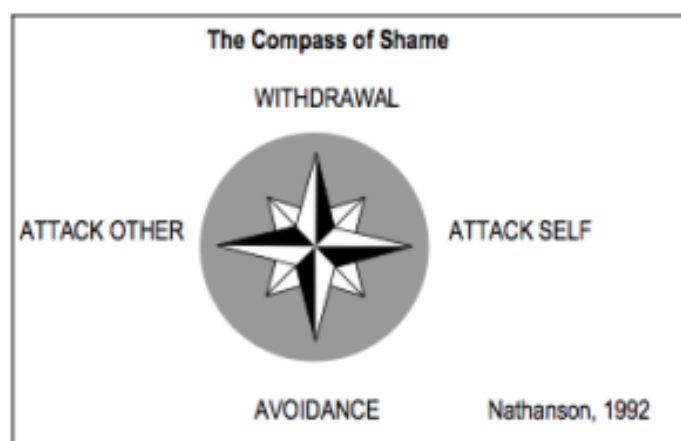 The Compass of Shame
WITHDRAWAL
ATTACK OTHER
ATTACK SELF
AVOIDANCE
Nathanson, 1992